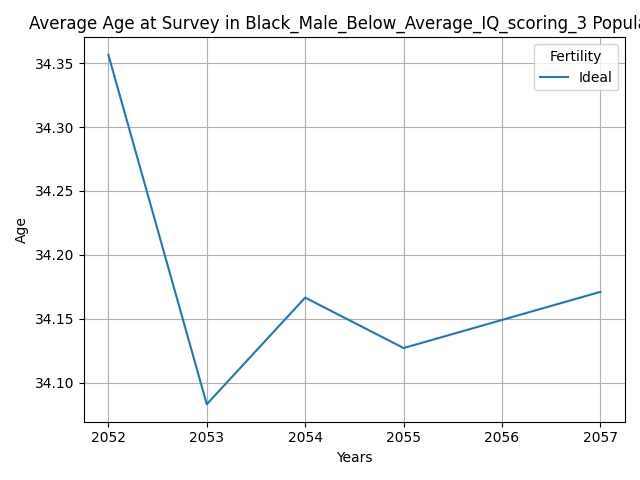 Average Age at Survey in Black_Male_Below_Average_IQ_scoring_3 Popula
Fertility
Ideal
34.35
34.30
34.25
34.20
34.15
34.10
Age
2052 2053 2054 2055 2056 2057
Years